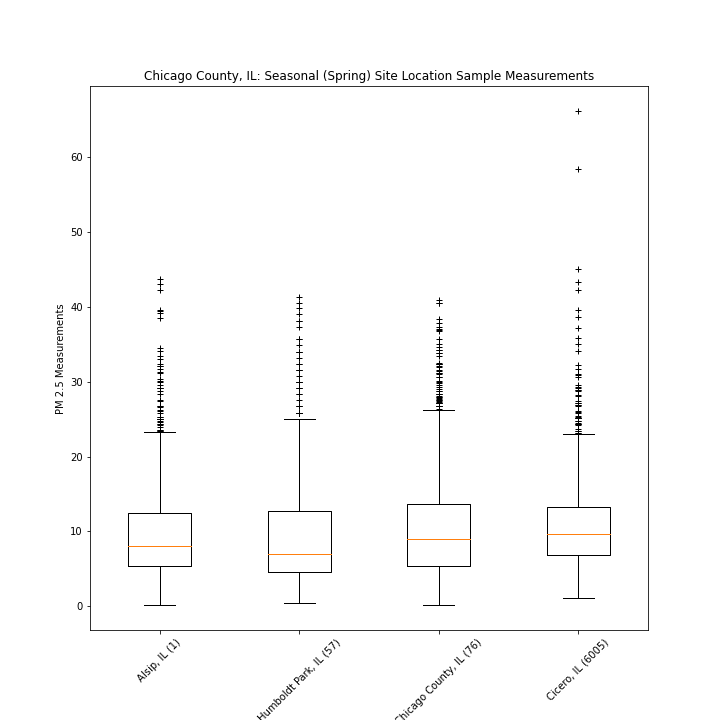 Chicago County, IL: Seasonal (Spring) Site Location Sample Measurements
60
50
40
30
20
10
0
PM 2.5 Measurements
Alsip, IL (1)
Humboldt Park, IL (57)
Chicago County, IL (76)
Cicero, IL (6005)